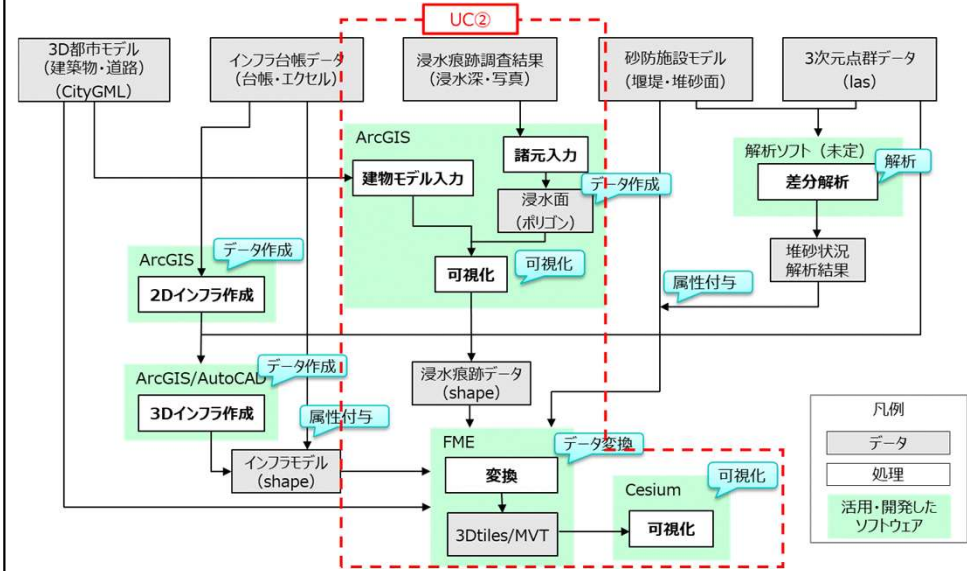 UC②
3D都市モデル
(建築物・道路)
(CityGML)
インフラ台帳データ
(台帳・エクセル)
浸水痕跡調査結果
(浸水深・写真)
砂防施設モデル
(堰堤・堆砂面)
3次元点群データ
(las)
ArcGIS
諸元入力
建物モデル入力
データ作成
浸水面
(ポリゴン)
可視化
可視化
解析ソフト(未定)
解析
差分解析
堆砂状況
解析結果
属性付与
ArcGIS
データ作成
2Dインフラ作成
ArcGIS/AutoCAD
データ作成
3Dインフラ作成
属性付与
インフラモデル
(shape)
浸水痕跡データ
(shape)
FME
データ変換
変換
3Dtiles/MVT
Cesium
可視化
可視化
凡例
データ
処理
活用・開発した
ソフトウェア